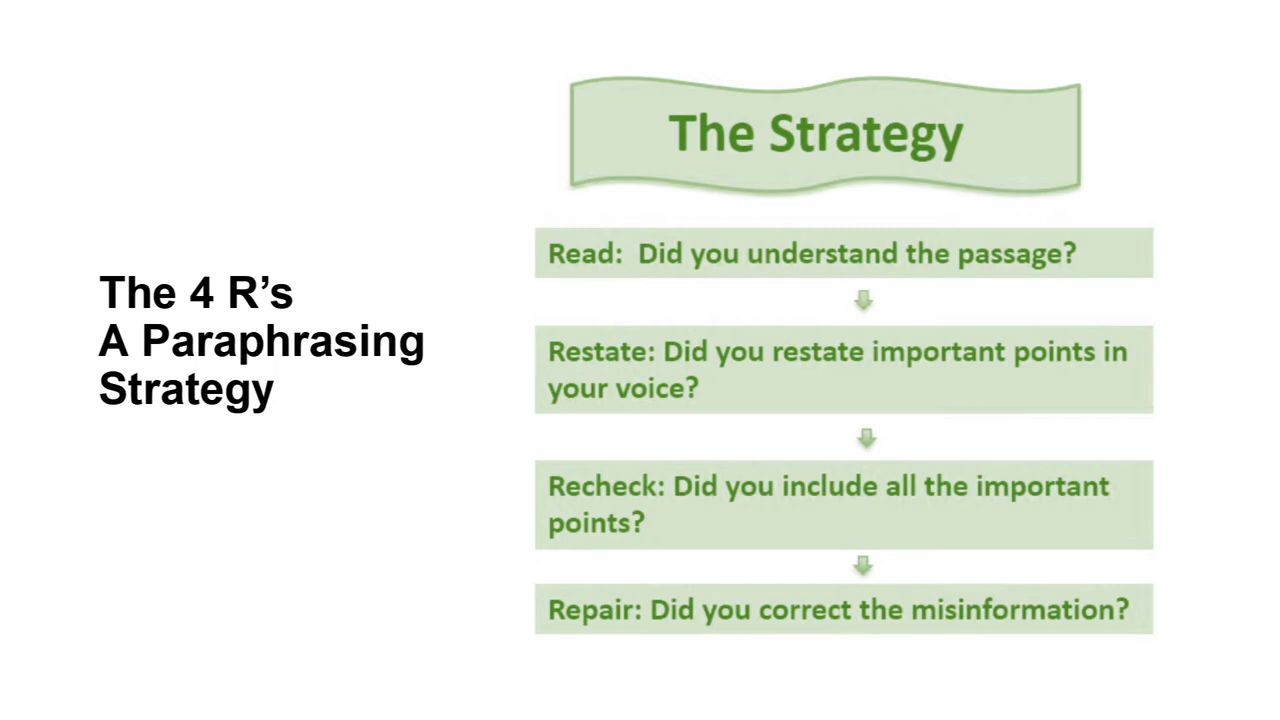 The 4 R’s
A Paraphrasing
Strategy
The Strategy
Read:  Did you understand the passage?
Restate: Did you restate important points in
your voice?
Recheck: Did you include all the important
points?
Repair: Did you correct the misinformation?